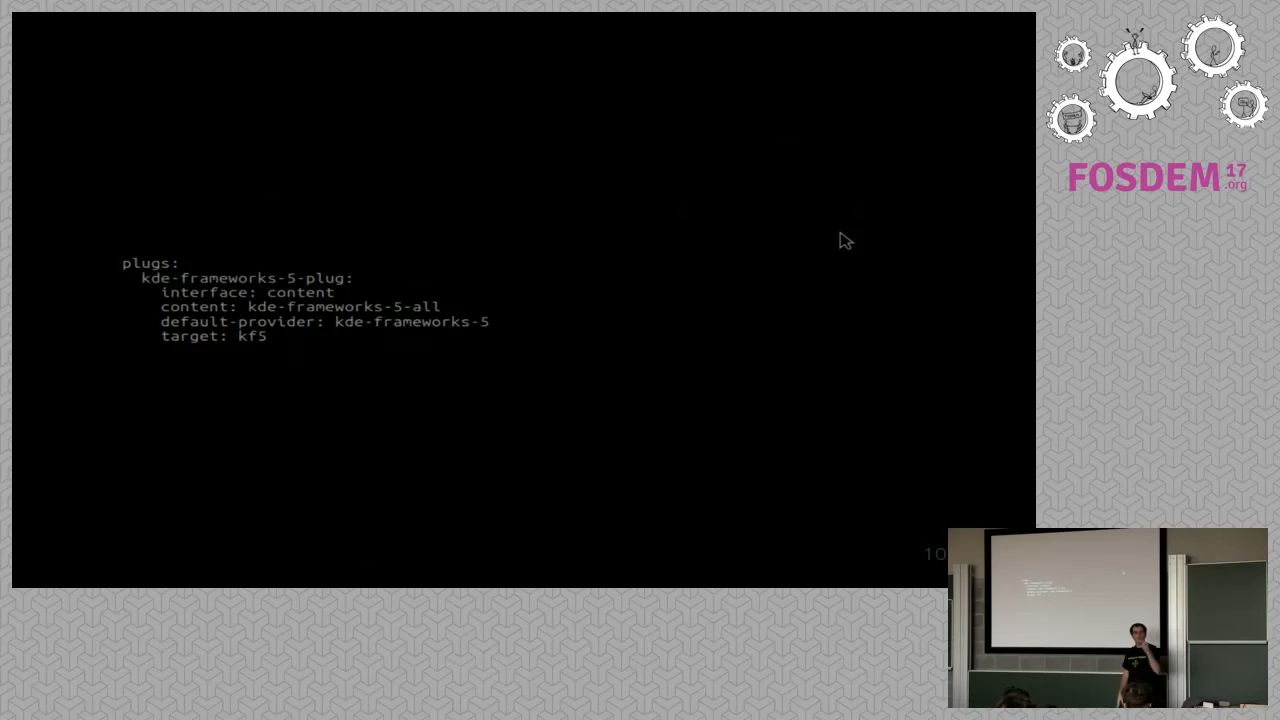 plugs:
kde-frameworks-5-plug:
interface: content
content: kde-frameworks-5-all
default-provider: kde-frameworks-5
target: kf5
10
FOSDEM 17
.org